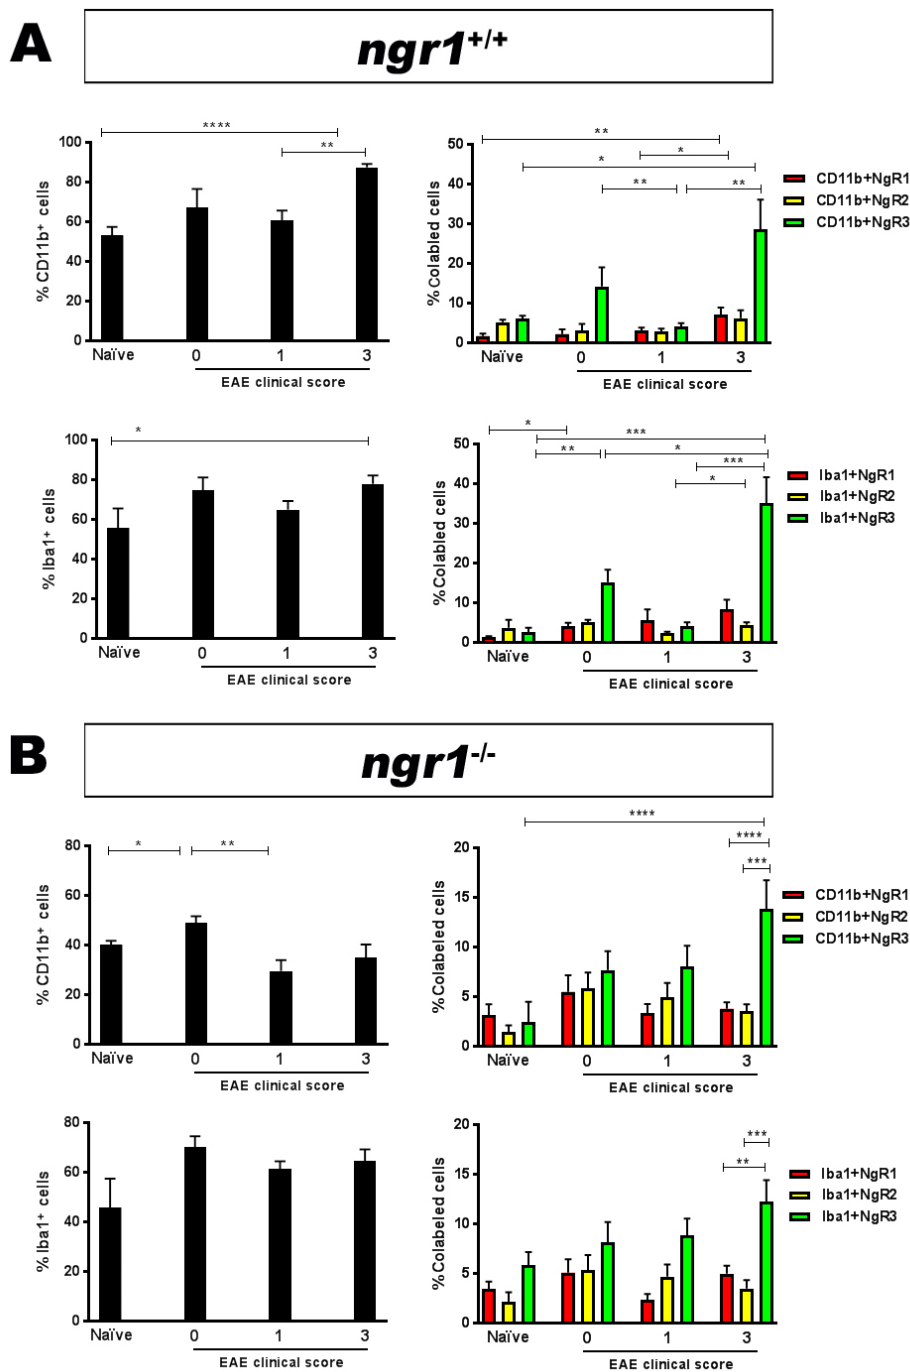 A
ngr1+/+
****
**
100
80
60
40
20
0
% CD11b+ cells
Naïve 0 1 3
EAE clinical score
**
*
*
**
**
50
40
30
20
10
0
% Colabled cells
Naïve 0 1 3
EAE clinical score
CD11b+NgR1
CD11b+NgR2
CD11b+NgR3
*
100
80
60
40
20
0
% Iba1+ cells
Naïve 0 1 3
EAE clinical score
*
***
**
*
***
*
50
40
30
20
10
0
% Colabled cells
Naïve 0 1 3
EAE clinical score
Iba1+NgR1
Iba1+NgR2
Iba1+NgR3
B
ngr1-/-
*
**
80
60
40
20
0
% CD11b+ cells
Naïve 0 1 3
EAE clinical score
****
****
***
20
15
10
5
0
% Colabeled cells
Naïve 0 1 3
EAE clinical score
CD11b+NgR1
CD11b+NgR2
CD11b+NgR3
80
60
40
20
0
% Iba1+ cells
Naïve 0 1 3
EAE clinical score
***
**
20
15
10
5
0
% Colabeled cells
Naïve 0 1 3
EAE clinical score
Iba1+NgR1
Iba1+NgR2
Iba1+NgR3